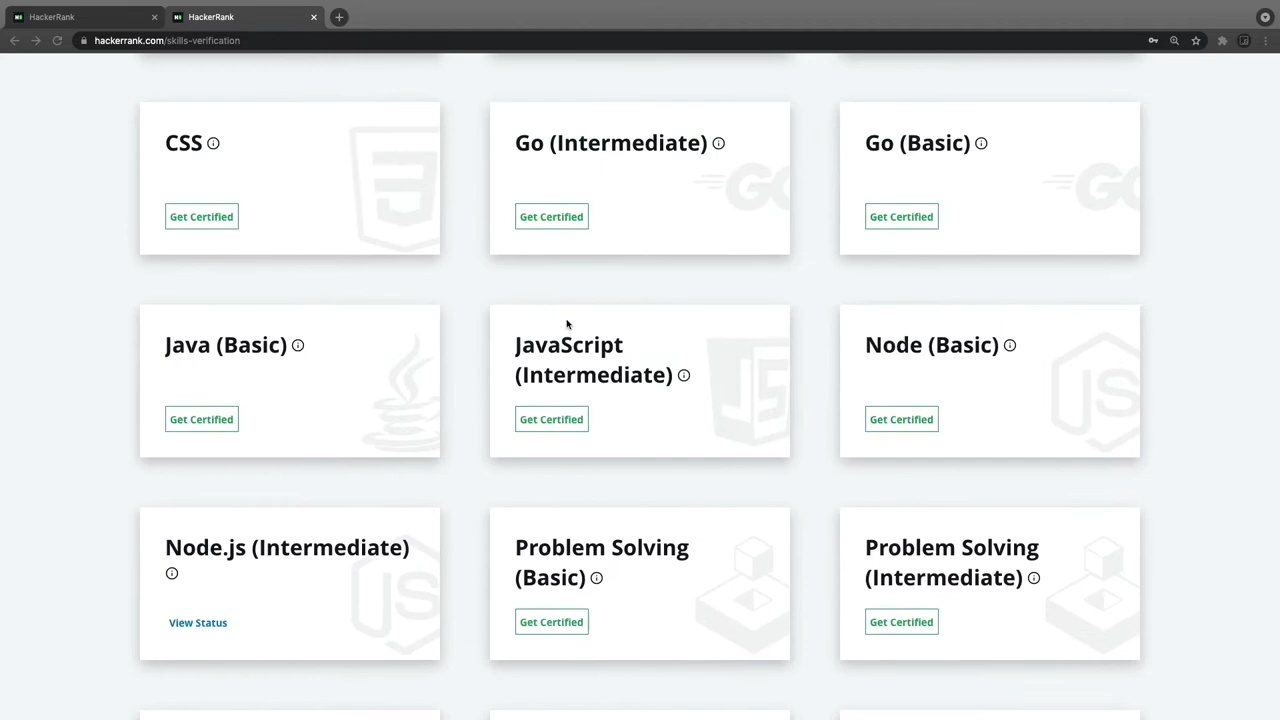 HackerRank
HackerRank
hackerrank.com/skills-verification
CSS
Go (Intermediate)
Go (Basic)
Get Certified
Get Certified
Get Certified
Java (Basic)
JavaScript
(Intermediate)
Node (Basic)
Get Certified
Get Certified
Get Certified
Node.js (Intermediate)
Problem Solving
(Basic)
Problem Solving
(Intermediate)
View Status
Get Certified
Get Certified